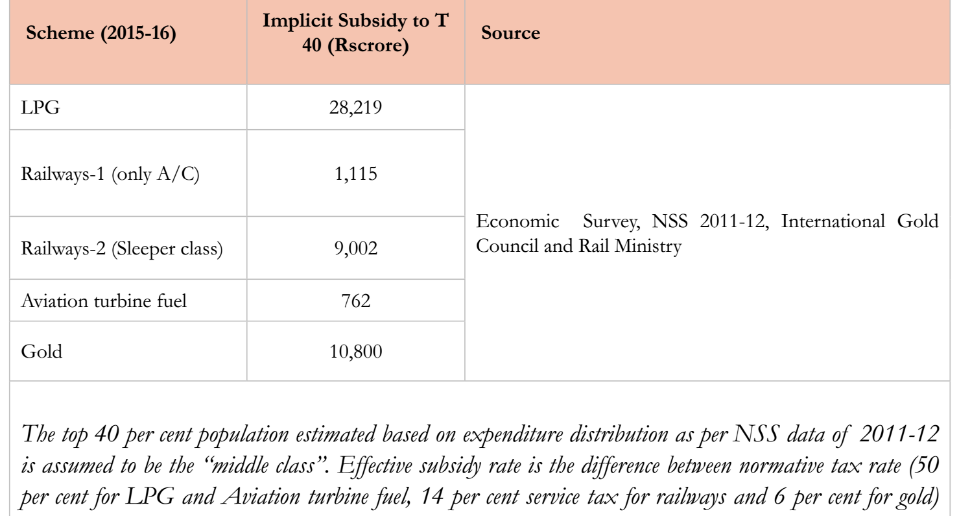 Scheme (2015-16)
Implicit Subsidy to T
40 (Rscrore)
Source
LPG
28,219
Railways-1 (only A/C)
1,115
Railways-2 (Sleeper class)
9,002
Aviation turbine fuel
762
Gold
10,800
Economic Survey, NSS 2011-12, International Gold
Council and Rail Ministry
The top 40 per cent population estimated based on expenditure distribution as per NSS data of 2011-12
is assumed to be the “middle class”. Effective subsidy rate is the difference between normative tax rate (50
per cent for LPG and Aviation turbine fuel, 14 per cent service tax for railways and 6 per cent for gold)